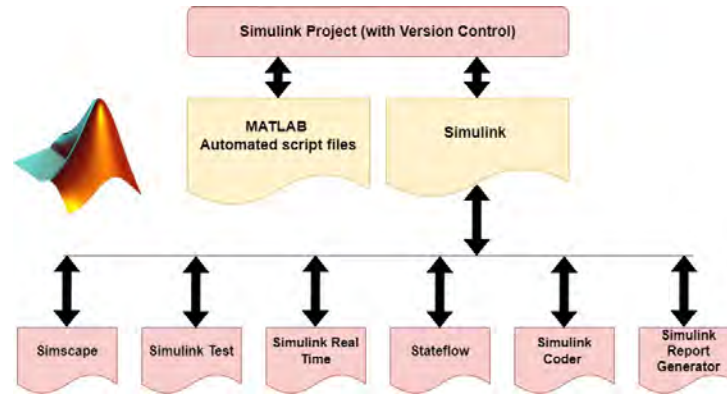 Simulink Project (with Version Control)
MATLAB
Automated script files
Simulink
Simscape
Simulink Test
Simulink Real
Time
Stateflow
Simulink
Coder
Simulink
Report
Generator